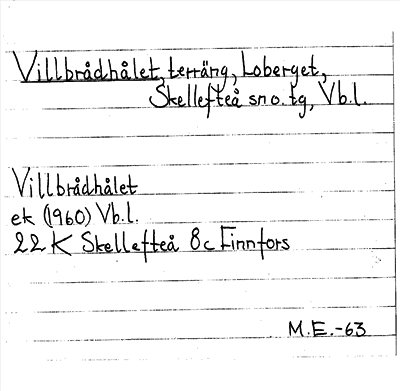 Villbrådhålet, terräng, Loberget,
Skellefteå sn o. tg, Vb.l.
Villbrådhålet
ek (1960) Vb.l.
22 K Skellefteå 8c Finnfors
M.E.-63